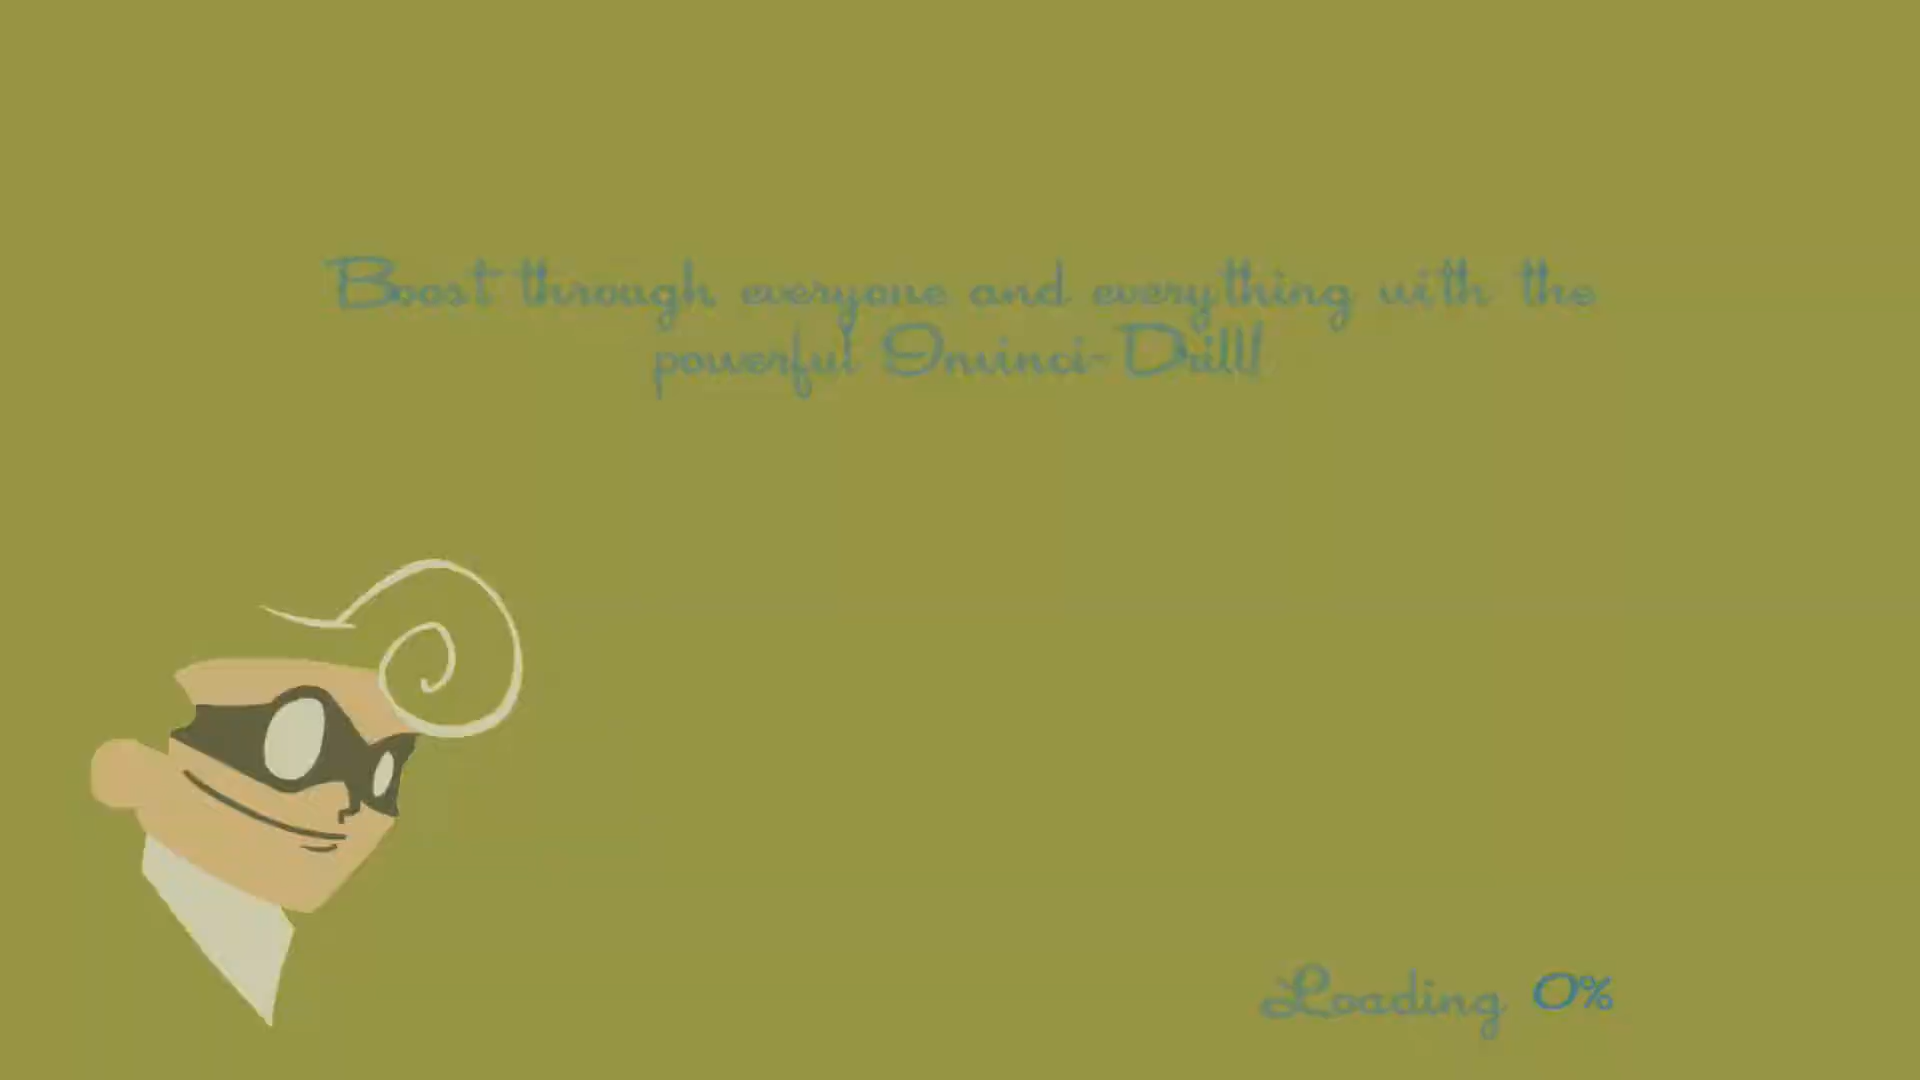 Boost through everyone and everything with the
powerful Invinci-Drill!
Loading 0%